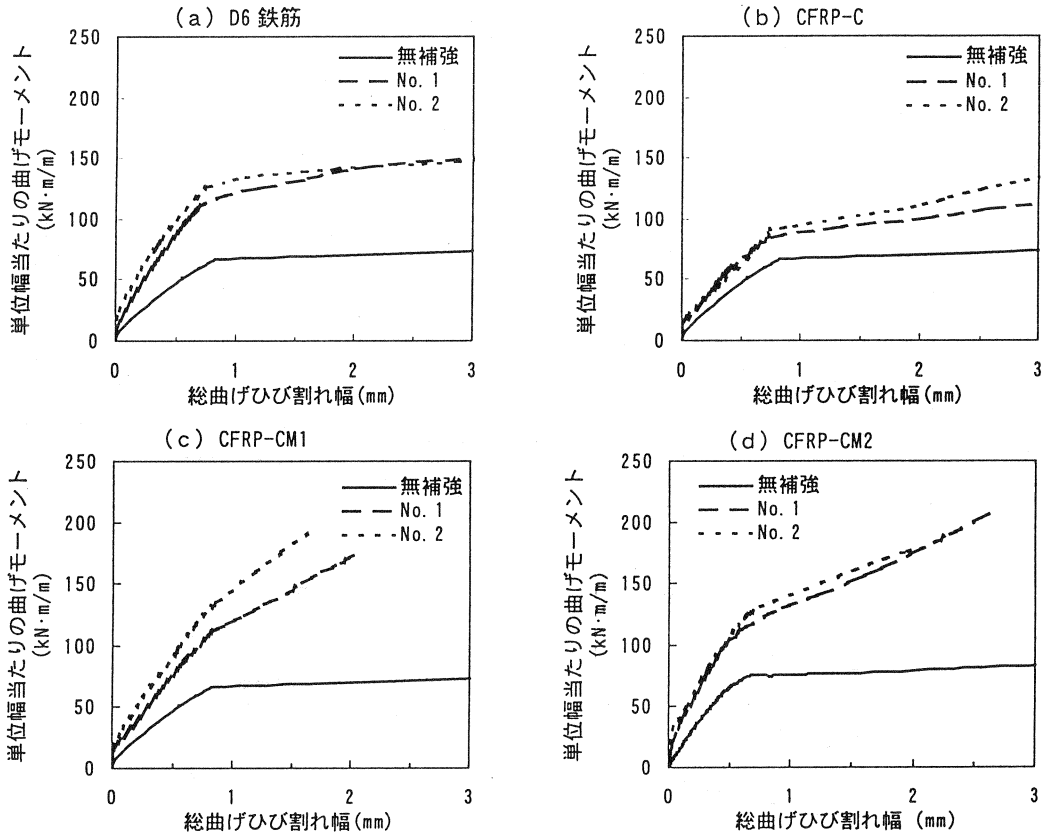 (a) D6 鉄筋
単位幅当たりの曲げモーメント
(kN·m/m)
250
200
150
100
50
0
無補強
No. 1
No. 2
0 1 2 3
総曲げひび割れ幅(mm)
(b) CFRP-C
単位幅当たりの曲げモーメント
(kN·m/m)
250
200
150
100
50
0
無補強
No. 1
No. 2
0 1 2 3
総曲げひび割れ幅(mm)
(c) CFRP-CM1
単位幅当たりの曲げモーメント
(kN·m/m)
250
200
150
100
50
0
無補強
No. 1
No. 2
0 1 2 3
総曲げひび割れ幅(mm)
(d) CFRP-CM2
単位幅当たりの曲げモーメント
(kN·m/m)
250
200
150
100
50
0
無補強
No. 1
No. 2
0 1 2 3
総曲げひび割れ幅 (mm)